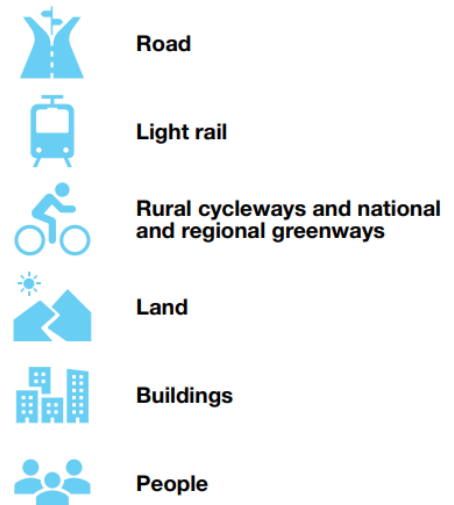 Road
Light rail
Rural cycleways and national
and regional greenways
Land
Buildings
People